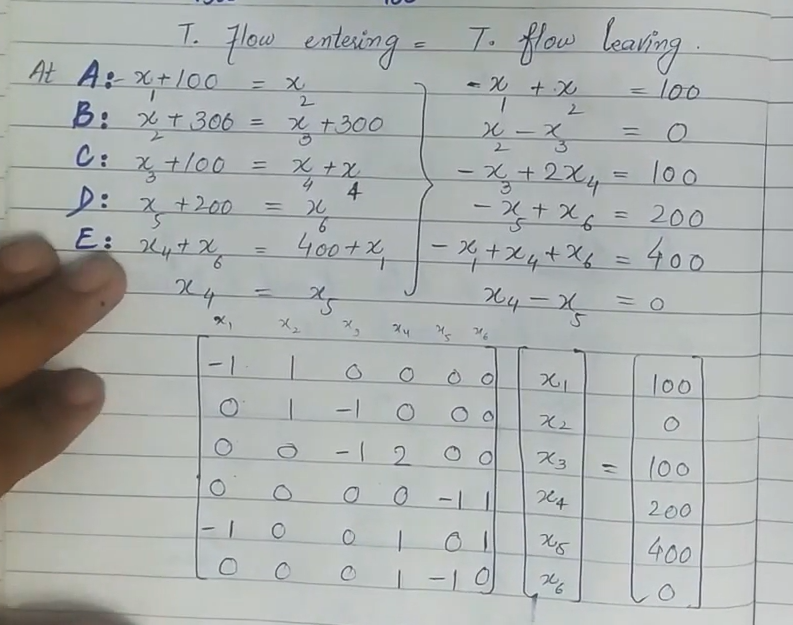 T. flow entering = T. flow leaving.
At A:- x₁+100 = x₂ -x₁ + x₂ = 100
B: x₂ + 300 = x₃ +300 x₂ - x₃ = 0
C: x₃ +100 = x₄ + x₄ -x₃ + 2x₄ = 100
D: x₅ +200 = x₆ -x₅ + x₆ = 200
E: x₄ + x₆ = 400 + x₁ -x₁ + x₄ + x₆ = 400
x₄ = x₅ x₄ - x₅ = 0
x₁ x₂ x₃ x₄ x₅ x₆
-1 1 0 0 0 0 x₁ 100
0 1 -1 0 0 0 x₂ 0
0 0 -1 2 0 0 x₃ = 100
0 0 0 0 -1 1 x₄ 200
-1 0 0 1 0 1 x₅ 400
0 0 0 1 -1 0 x₆ 0